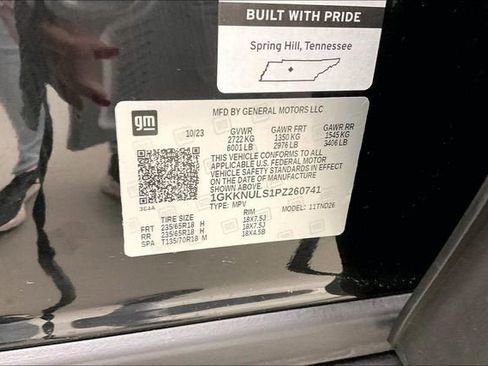 BUILT WITH PRIDE
Spring Hill, Tennessee
gm
MFD BY GENERAL MOTORS LLC
10/23 GVWR GAWR FRT GAWR RR
2722 KG 1350 KG 1545 KG
6001 LB 2976 LB 3406 LB
THIS VEHICLE CONFORMS TO ALL
APPLICABLE U.S. FEDERAL MOTOR
VEHICLE SAFETY STANDARDS IN EFFECT
ON THE DATE OF MANUFACTURE.
1GKKNULS1PZ260741
TYPE: MPV MODEL: 11TND26
TIRE SIZE RIM
FRT 235/65R18 H 18X7.5J
RR 235/65R18 H 18X7.5J
SPA T135/70R18 M 18X4.5B